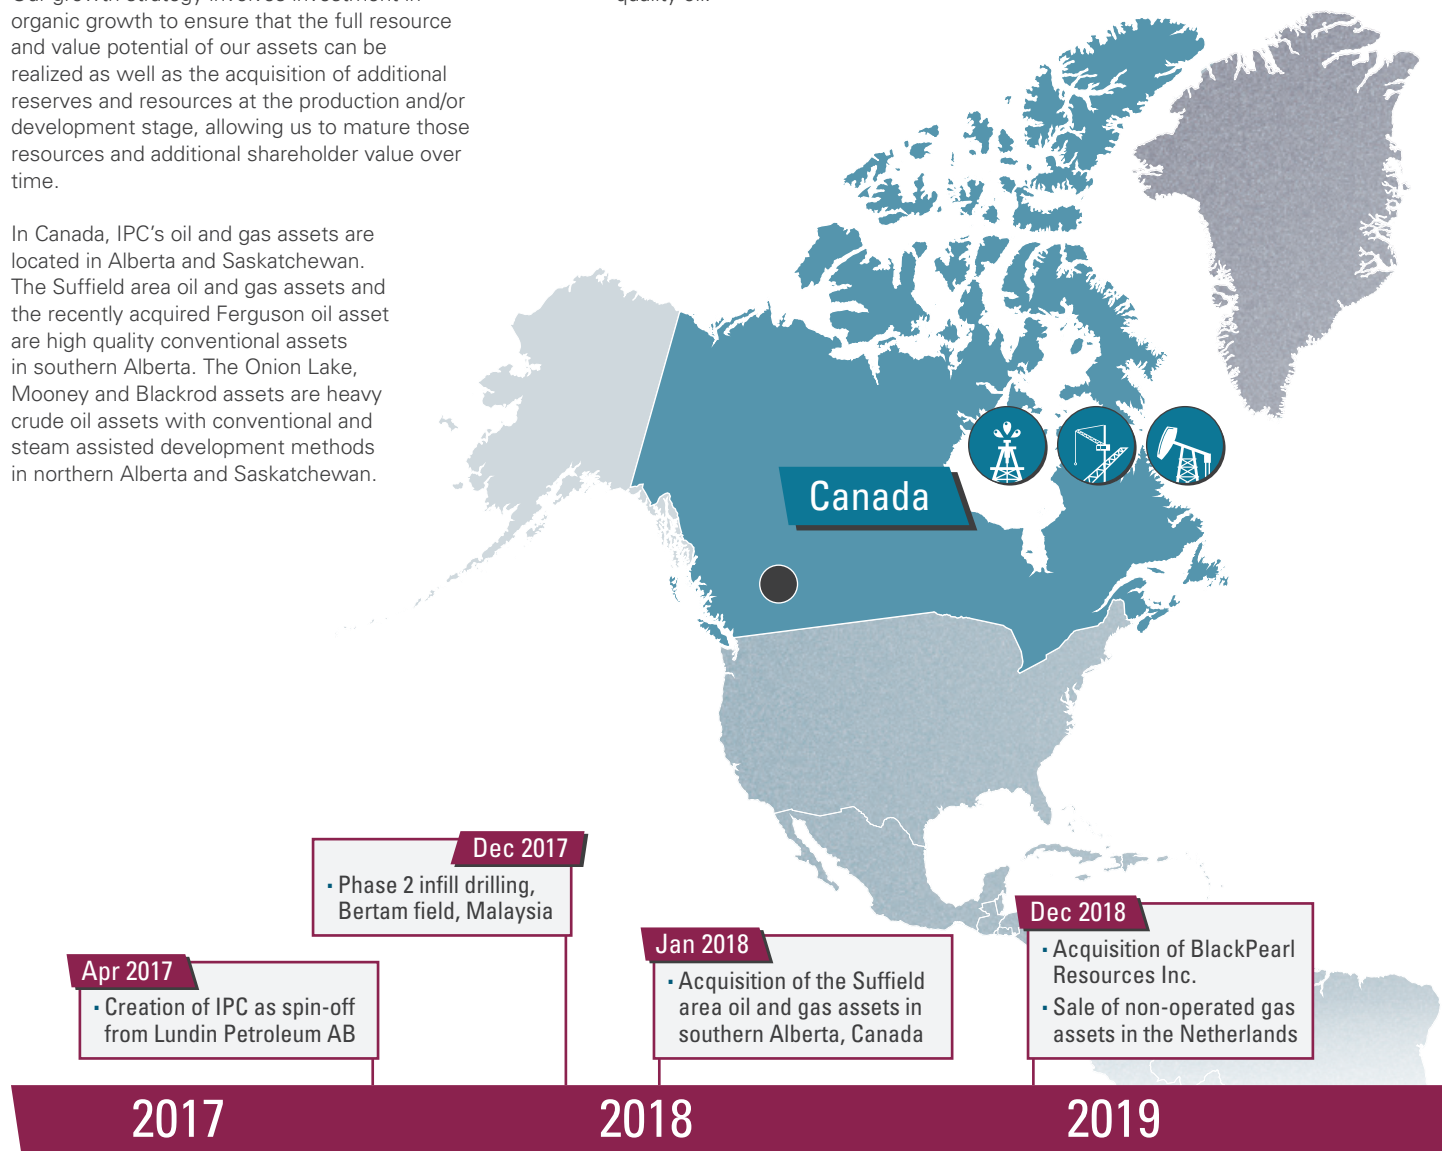 Our growth strategy involves investment in
organic growth to ensure that the full resource
and value potential of our assets can be
realized as well as the acquisition of additional
reserves and resources at the production and/or
development stage, allowing us to mature those
resources and additional shareholder value over
time.
In Canada, IPC's oil and gas assets are
located in Alberta and Saskatchewan.
The Suffield area oil and gas assets and
the recently acquired Ferguson oil asset
are high quality conventional assets
in southern Alberta. The Onion Lake,
Mooney and Blackrod assets are heavy
crude oil assets with conventional and
steam assisted development methods
in northern Alberta and Saskatchewan.
quality oil.
Canada
Apr 2017
· Creation of IPC as spin-off
from Lundin Petroleum AB
Dec 2017
· Phase 2 infill drilling,
Bertam field, Malaysia
Jan 2018
· Acquisition of the Suffield
area oil and gas assets in
southern Alberta, Canada
Dec 2018
· Acquisition of BlackPearl
Resources Inc.
· Sale of non-operated gas
assets in the Netherlands
2017
2018
2019